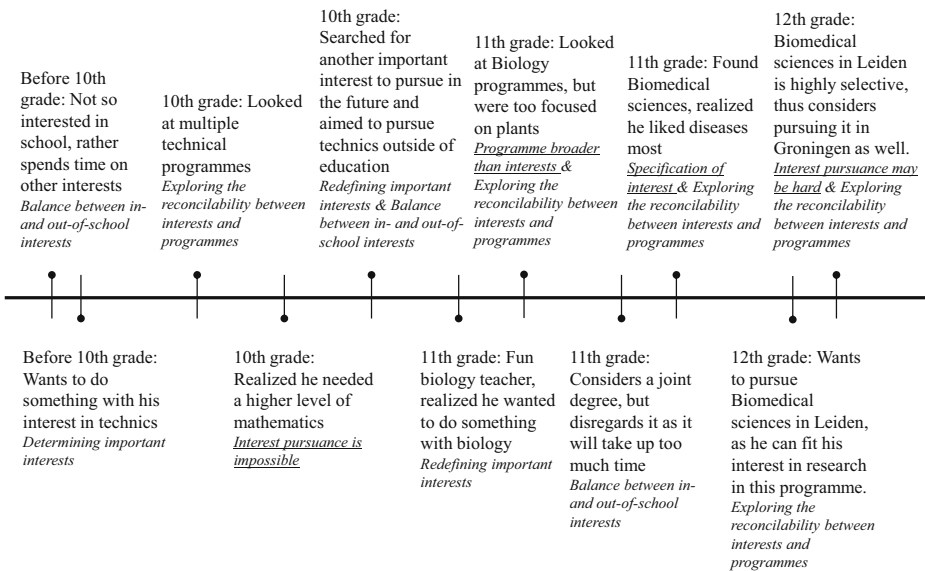 Before 10th
grade: Not so
interested in
school, rather
spends time on
other interests
Balance between in-
and out-of-school
interests
10th grade: Looked
at multiple
technical
programmes
Exploring the
reconcilability between
interests and
programmes
10th grade:
Searched for
another important
interest to pursue in
the future and
aimed to pursue
technics outside of
education
Redefining important
interests & Balance
between in- and out-of-
school interests
11th grade: Looked
at Biology
programmes, but
were too focused
on plants
Programme broader
than interests &
Exploring the
reconcilability between
interests and
programmes
11th grade: Found
Biomedical
sciences, realized
he liked diseases
most
Specification of
interest & Exploring
the reconcilability
between interests and
programmes
12th grade:
Biomedical
sciences in Leiden
is highly selective,
thus considers
pursuing it in
Groningen as well.
Interest pursuance may
be hard & Exploring
the reconcilability
between interests and
programmes
Before 10th grade:
Wants to do
something with his
interest in technics
Determining important
interests
10th grade:
Realized he needed
a higher level of
mathematics
Interest pursuance is
impossible
11th grade: Fun
biology teacher,
realized he wanted
to do something
with biology
Redefining important
interests
11th grade:
Considers a joint
degree, but
disregards it as it
will take up too
much time
Balance between in-
and out-of-school
interests
12th grade: Wants
to pursue
Biomedical
sciences in Leiden,
as he can fit his
interest in research
in this programme.
Exploring the
reconcilability between
interests and
programmes